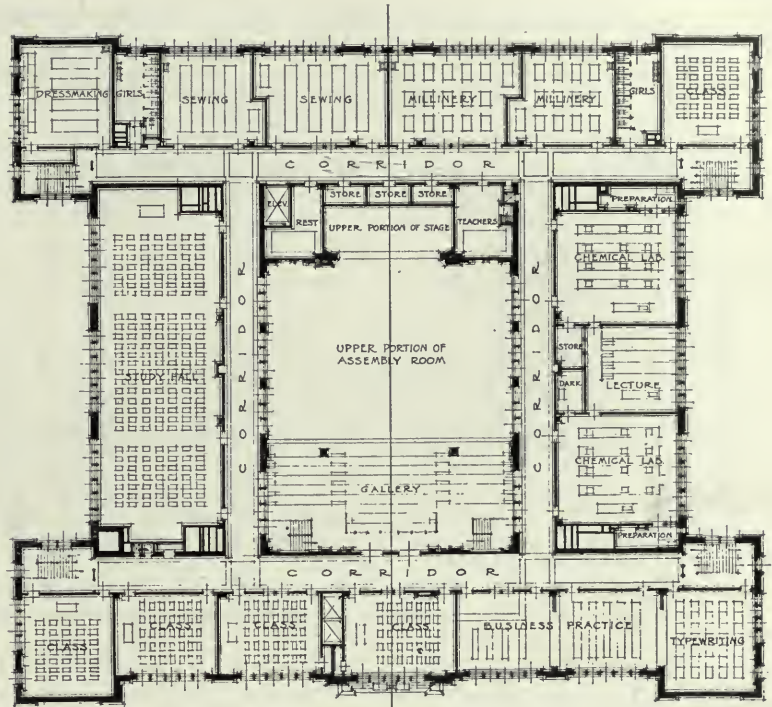 DRESSMAKING
GIRLS
SEWING
SEWING
MILLINERY
MILLINERY
GIRLS
CLASS
CORRIDOR
ELEV.
REST
STORE
STORE
STORE
TEACHERS
PREPARATION
UPPER PORTION OF STAGE
CHEMICAL LAB.
CORRIDOR
CORRIDOR
UPPER PORTION OF
ASSEMBLY ROOM
STUDY HALL
STORE
DARK
LECTURE
CHEMICAL LAB.
GALLERY
PREPARATION
CORRIDOR
CLASS
CLASS
CLASS
CLASS
BUSINESS PRACTICE
TYPEWRITING